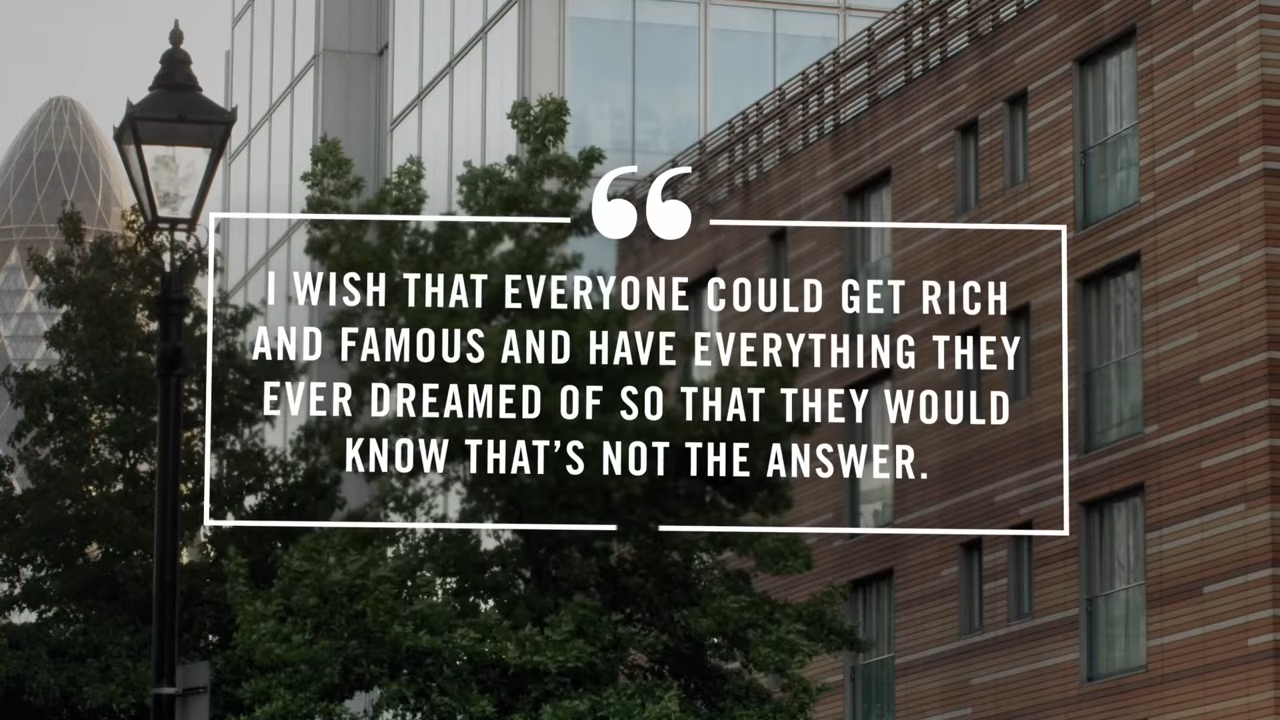 “
I WISH THAT EVERYONE COULD GET RICH
AND FAMOUS AND HAVE EVERYTHING THEY
EVER DREAMED OF SO THAT THEY WOULD
KNOW THAT’S NOT THE ANSWER.